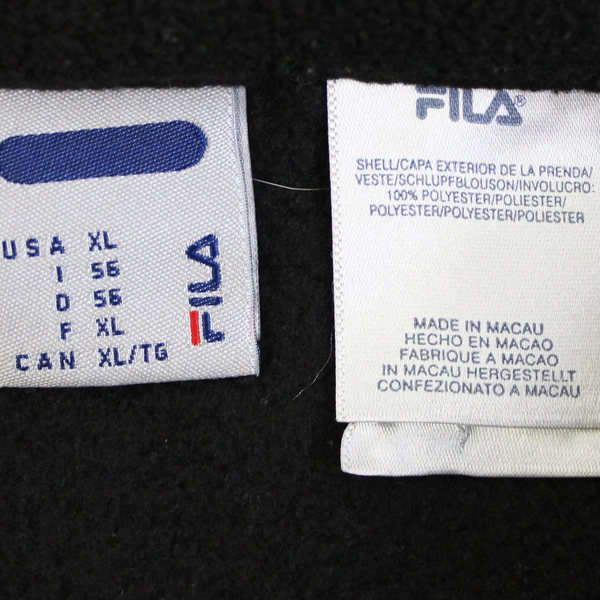 USA XL
I 56
D 56
F XL
CAN XL/TG
FILA
FILA®
SHELL/CAPA EXTERIOR DE LA PRENDA/
VESTE/SCHLUPFBLOUSON/INVOLUCRO:
100% POLYESTER/POLIESTER/
POLYESTER/POLYESTER/POLIESTER
MADE IN MACAU
HECHO EN MACAO
FABRIQUE A MACAO
IN MACAU HERGESTELLT
CONFEZIONATO A MACAU